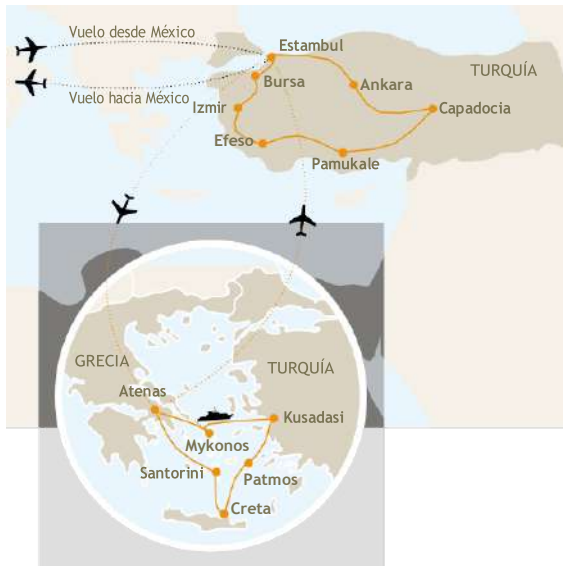 Vuelo desde México
Estambul
TURQUÍA
Bursa
Ankara
Vuelo hacia México
Izmir
Capadocia
Efeso
Pamukale
GRECIA
TURQUÍA
Atenas
Kusadasi
Mykonos
Santorini
Patmos
Creta